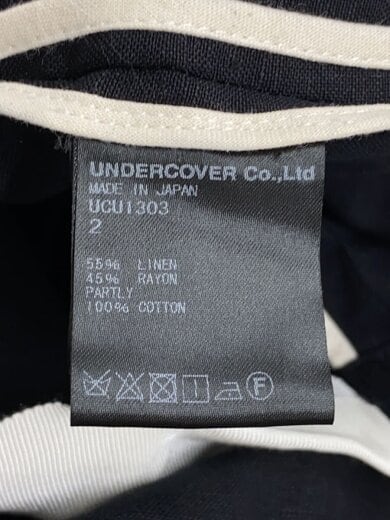 UNDERCOVER Co.,Ltd
MADE IN JAPAN
UCU1303
2
55% LINEN
45% RAYON
PARTLY
100% COTTON
F